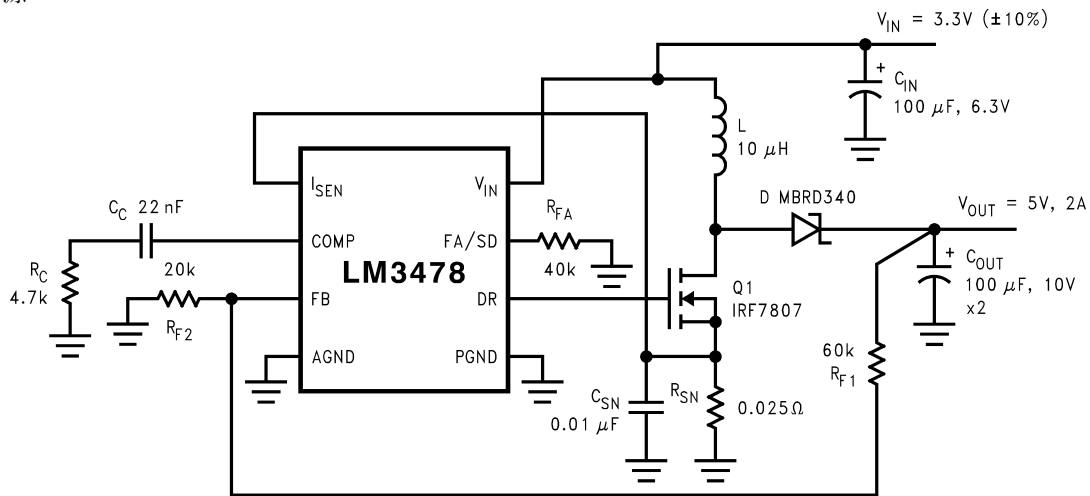 V_IN = 3.3V (±10%)
+
C_IN
100 μF, 6.3V
L
10 μH
I_SEN
V_IN
D MBRD340
V_OUT = 5V, 2A
C_C 22 nF
R_FA
COMP
FA/SD
+
C_OUT
100 μF, 10V
x2
R_C
4.7k
20k
LM3478
40k
Q1
IRF7807
FB
DR
R_F2
60k
R_F1
AGND
PGND
C_SN
0.01 μF
R_SN
0.025Ω